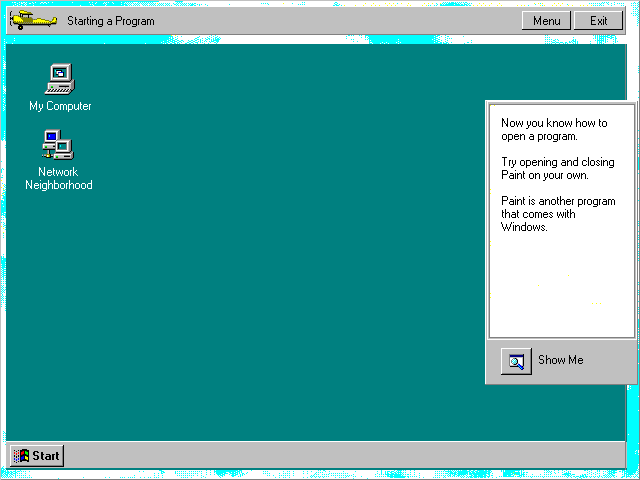 Starting a Program
Menu
Exit
My Computer
Network
Neighborhood
Now you know how to
open a program.
Try opening and closing
Paint on your own.
Paint is another program
that comes with
Windows.
Show Me
Start